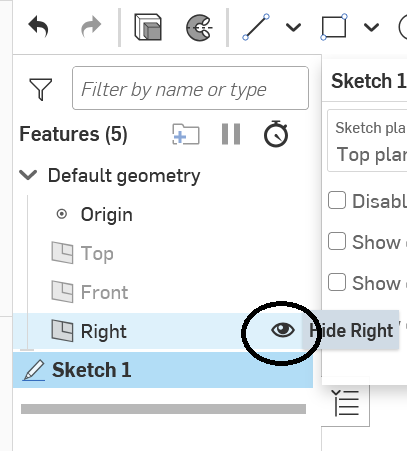 Filter by name or type
Sketch 1
Features (5)
Sketch pla
Top plan
Default geometry
Origin
Disabl
Top
Show
Front
Show
Right
Hide Right
Sketch 1